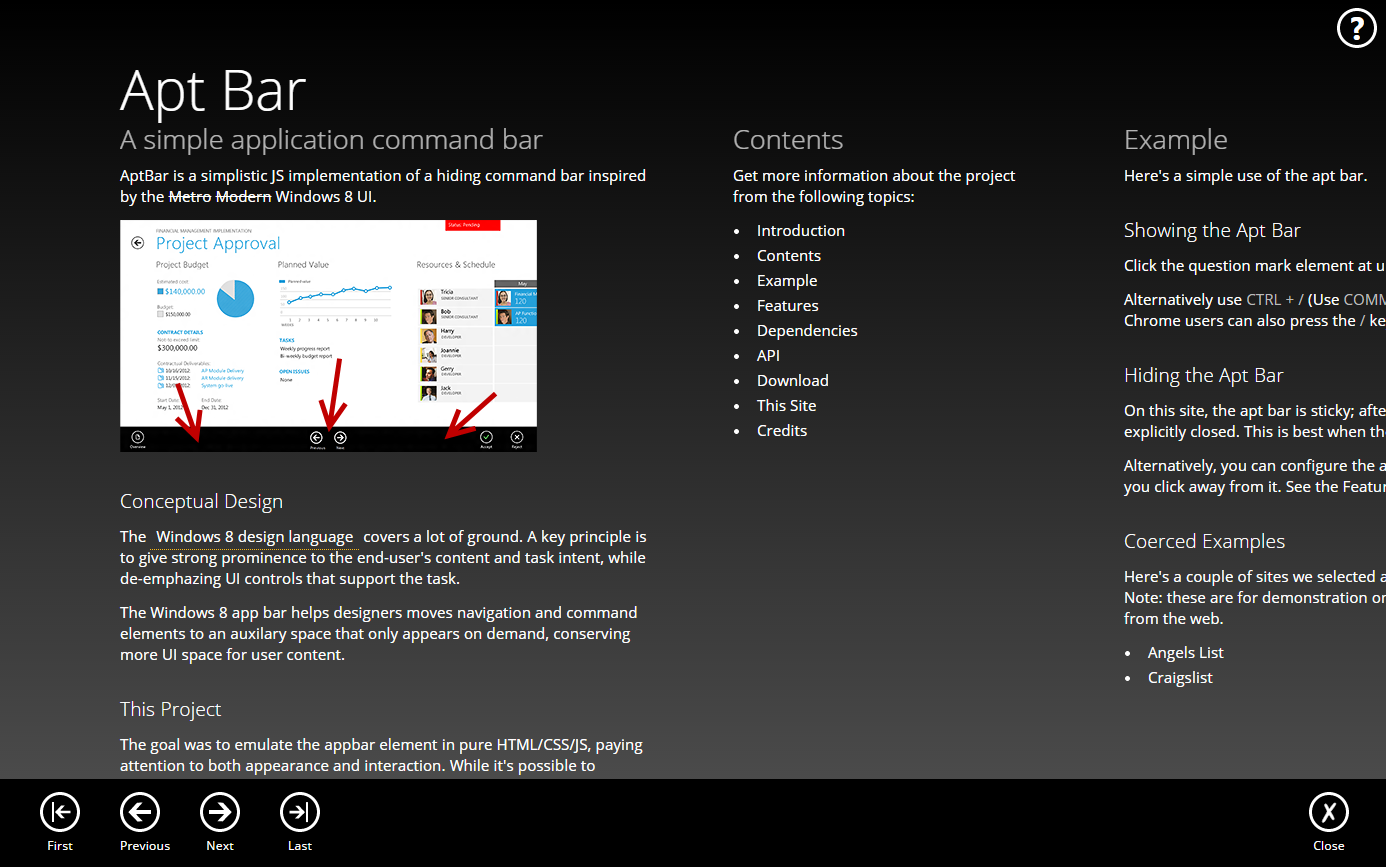 ?
Apt Bar
A simple application command bar
AptBar is a simplistic JS implementation of a hiding command bar inspired
by the Metro Modern Windows 8 UI.
FINANCIAL MANAGEMENT IMPLEMENTATION
Status: Pending
Project Approval
Project Budget
Estimated cost:
$140,000.00
Budget:
$150,000.00
CONTRACT DETAILS
Not to exceed limit:
$300,000.00
Contractual Deliverables:
10/16/2012: AP Module Delivery
11/15/2012: AR Module Delivery
System go-live
Start Date: End Date:
May 1, 2012 Dec 31, 2012
Planned Value
Planned value
1 2 3 4 5 6 7 8 9 10
WEEKS
TASKS
Weekly progress report
Bi-weekly budget report
OPEN ISSUES
None
Resources & Schedule
May
Tricia
SENIOR CONSULTANT
Financial M
120
Bob
SENIOR CONSULTANT
AP Functio
120
Harry
DEVELOPER
Joannie
DEVELOPER
Gerry
DEVELOPER
Jack
DEVELOPER
Overview
Previous
Next
Accept
Reject
Conceptual Design
The Windows 8 design language covers a lot of ground. A key principle is
to give strong prominence to the end-user's content and task intent, while
de-emphazing UI controls that support the task.
The Windows 8 app bar helps designers moves navigation and command
elements to an auxilary space that only appears on demand, conserving
more UI space for user content.
This Project
The goal was to emulate the appbar element in pure HTML/CSS/JS, paying
attention to both appearance and interaction. While it's possible to
Contents
Get more information about the project
from the following topics:
• Introduction
• Contents
• Example
• Features
• Dependencies
• API
• Download
• This Site
• Credits
Example
Here's a simple use of the apt bar.
Showing the Apt Bar
Click the question mark element at u
Alternatively use CTRL + / (Use COMM
Chrome users can also press the / ke
Hiding the Apt Bar
On this site, the apt bar is sticky; afte
explicitly closed. This is best when the
Alternatively, you can configure the a
you click away from it. See the Featur
Coerced Examples
Here's a couple of sites we selected a
Note: these are for demonstration or
from the web.
• Angels List
• Craigslist
First
Previous
Next
Last
X
Close